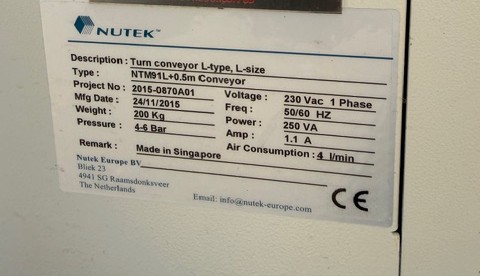 NUTEK™
Description : Turn conveyor L-type, L-size
Type : NTM91L+0.5m Conveyor
Project No : 2015-0870A01
Mfg Date : 24/11/2015
Weight : 200 Kg
Pressure : 4-6 Bar
Voltage : 230 Vac 1 Phase
Freq : 50/60 HZ
Power : 250 VA
Amp : 1.1 A
Remark : Made in Singapore
Air Consumption : 4 l/min
Nutek Europe BV
Bliek 23
4941 SG Raamsdonksveer
The Netherlands
Email: info@nutek-europe.com
CE